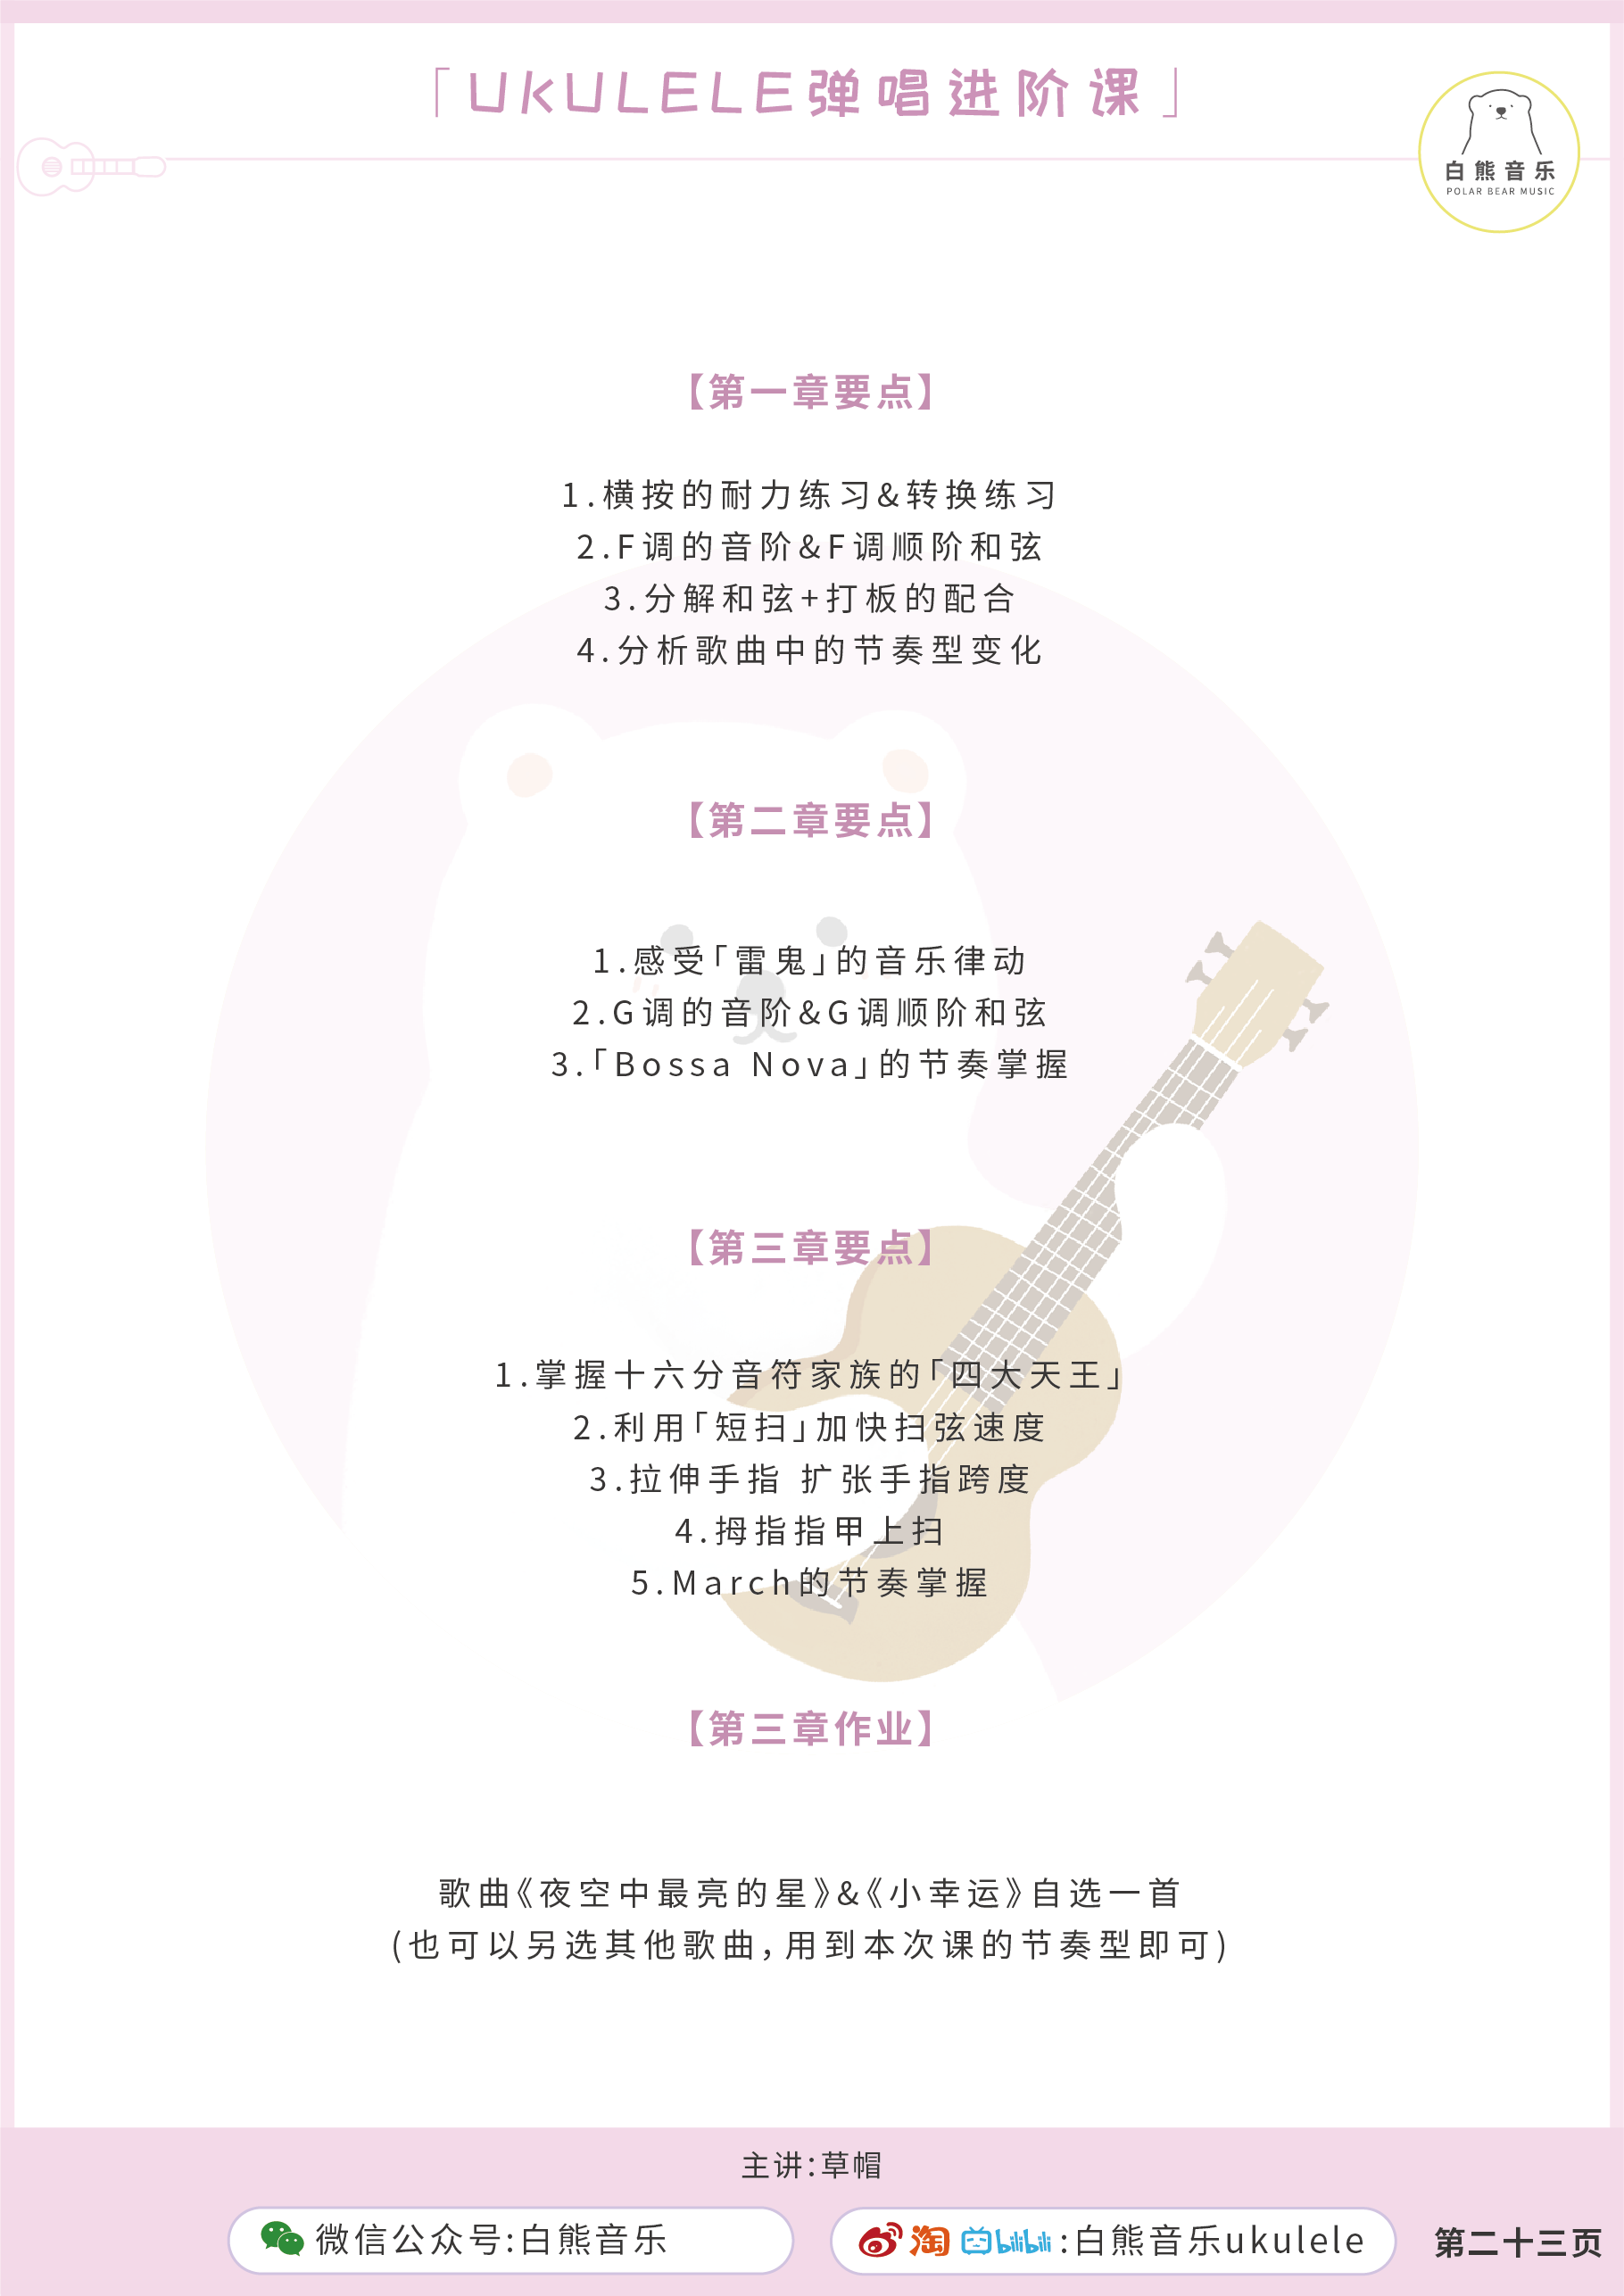 「UKULELE弹唱进阶课」
白熊音乐
POLAR BEAR MUSIC
【第一章要点】
1.横按的耐力练习&转换练习
2.F调的音阶&F调顺阶和弦
3.分解和弦+打板的配合
4.分析歌曲中的节奏型变化
【第二章要点】
1.感受「雷鬼」的音乐律动
2.G调的音阶&G调顺阶和弦
3.「Bossa Nova」的节奏掌握
【第三章要点】
1.掌握十六分音符家族的「四大天王」
2.利用「短扫」加快扫弦速度
3.拉伸手指 扩张手指跨度
4.拇指指甲上扫
5.March的节奏掌握
【第三章作业】
歌曲《夜空中最亮的星》&《小幸运》自选一首
(也可以另选其他歌曲，用到本次课的节奏型即可)
主讲:草帽
微信公众号:白熊音乐
淘 bilibili:白熊音乐ukulele
第二十三页